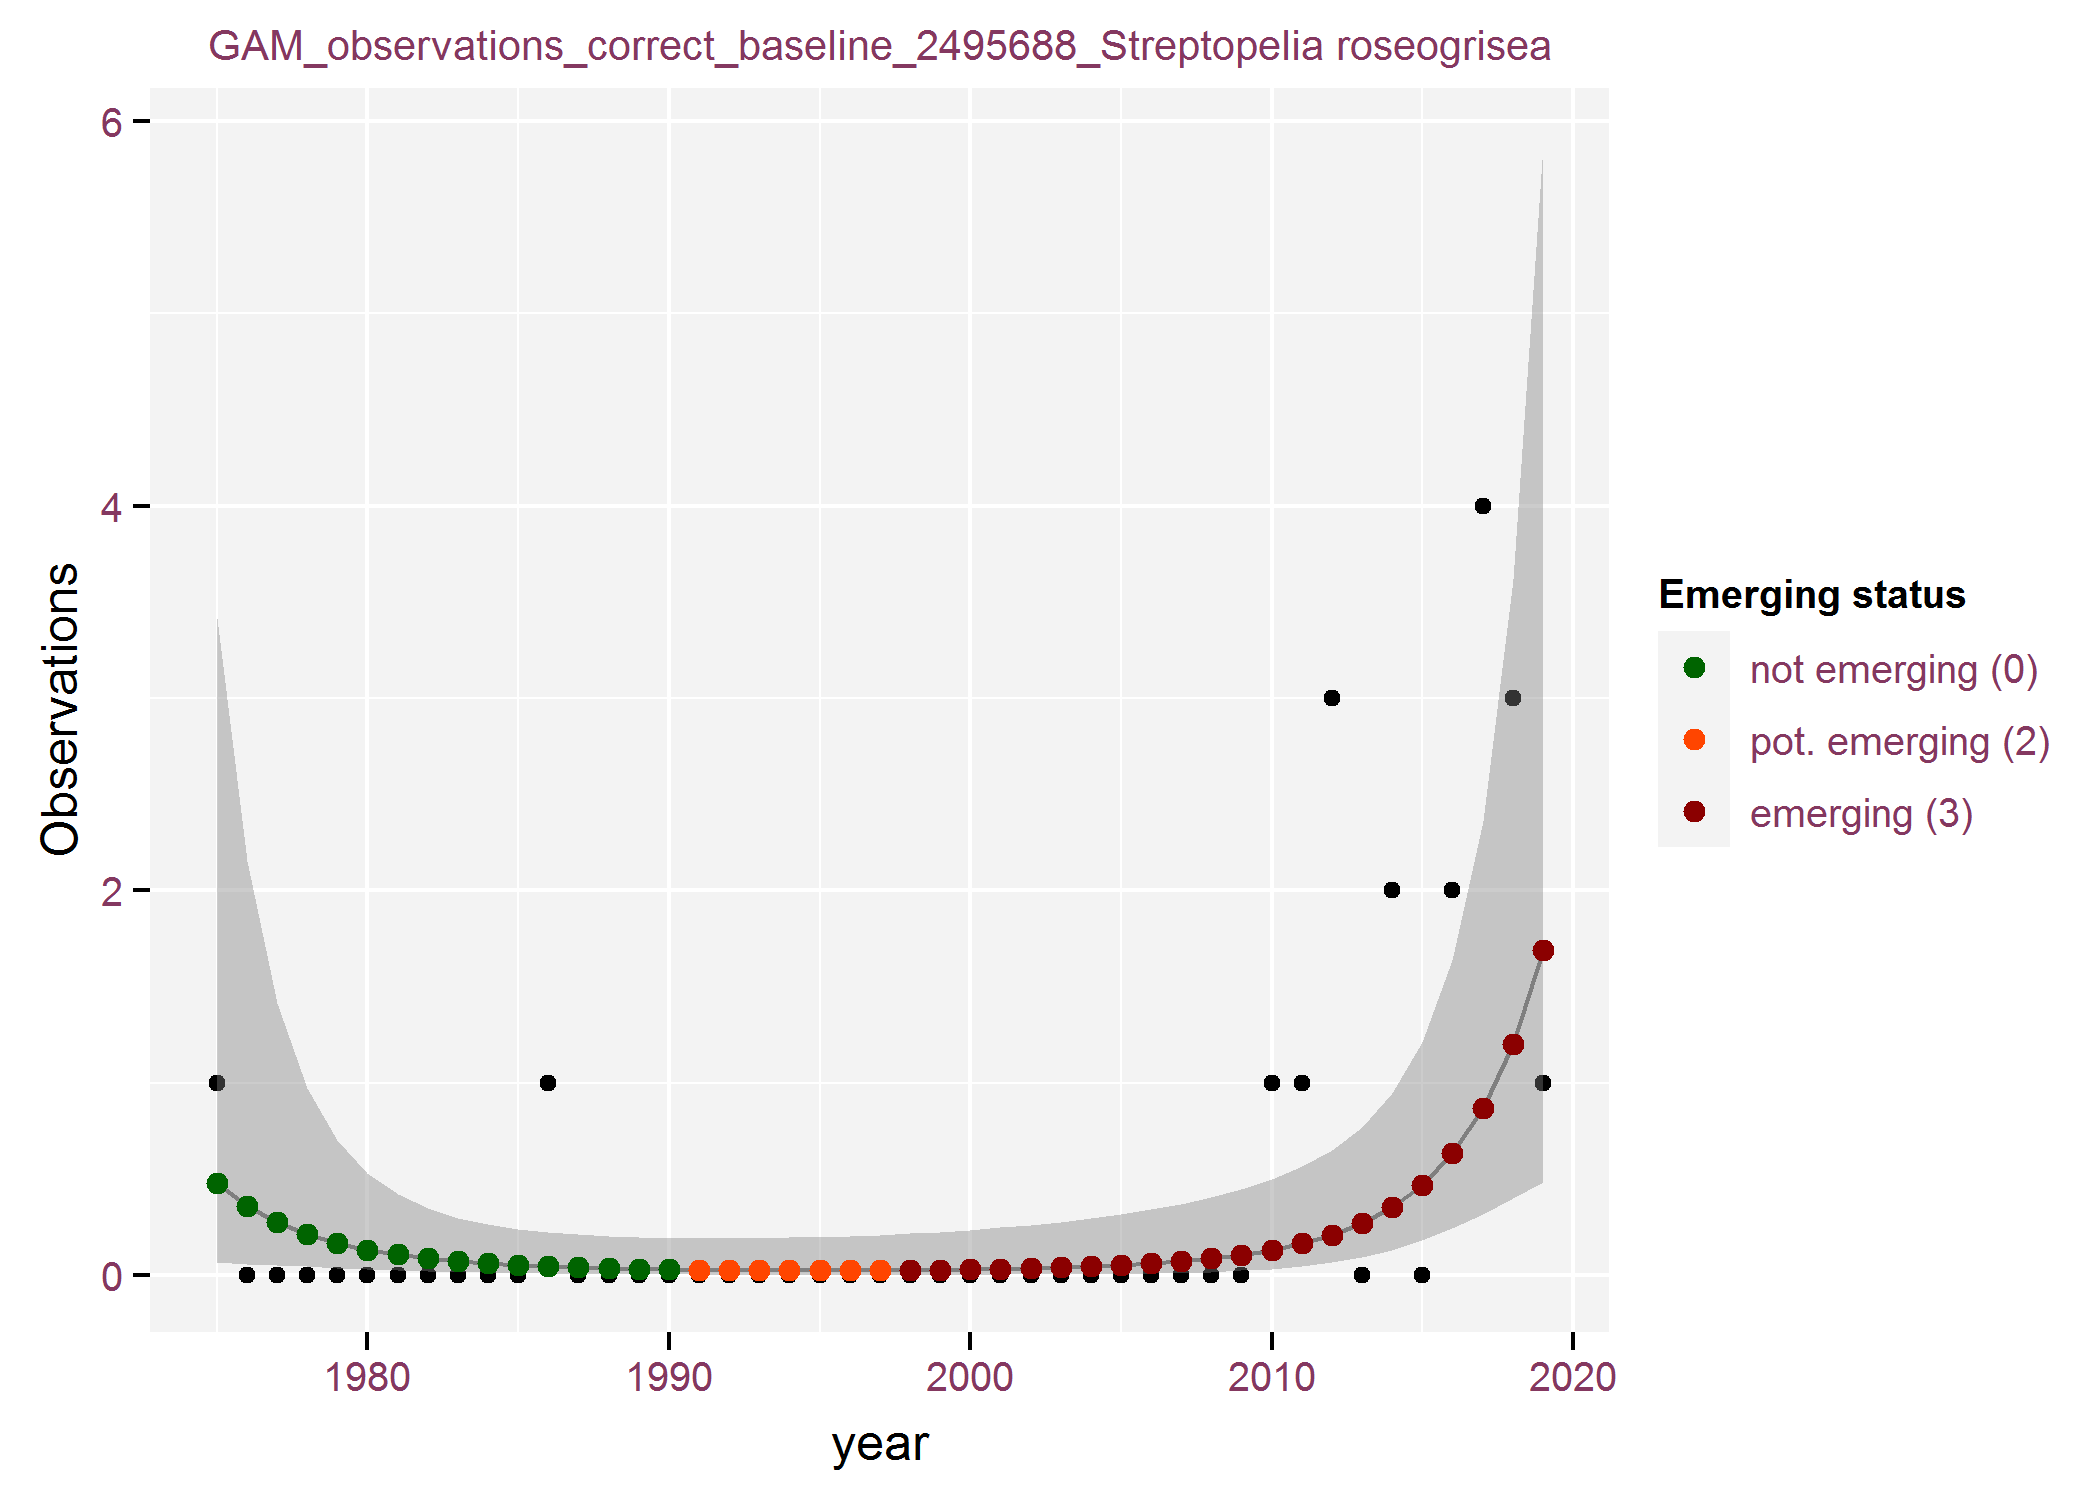 GAM_observations_correct_baseline_2495688_Streptopelia roseogrisea
6
4
2
0
Observations
1980
1990
2000
2010
2020
year
Emerging status
not emerging (0)
pot. emerging (2)
emerging (3)